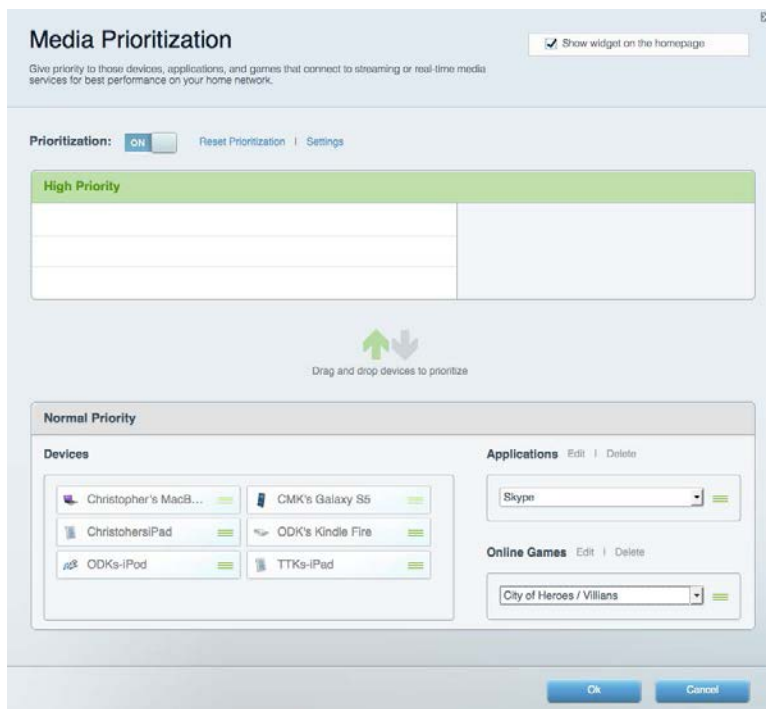 Media Prioritization
Show widget on the homepage
Give priority to those devices, applications, and games that connect to streaming or real-time media
services for best performance on your home network.
Prioritization: ON Reset Prioritization | Settings
High Priority
Drag and drop devices to prioritize
Normal Priority
Devices
Applications Edit | Delete
Christopher's MacB... CMK's Galaxy S5
Skype
ChristohersiPad ODK's Kindle Fire
ODKs-iPod TTKs-iPad
Online Games Edit | Delete
City of Heroes / Villians
Ok Cancel